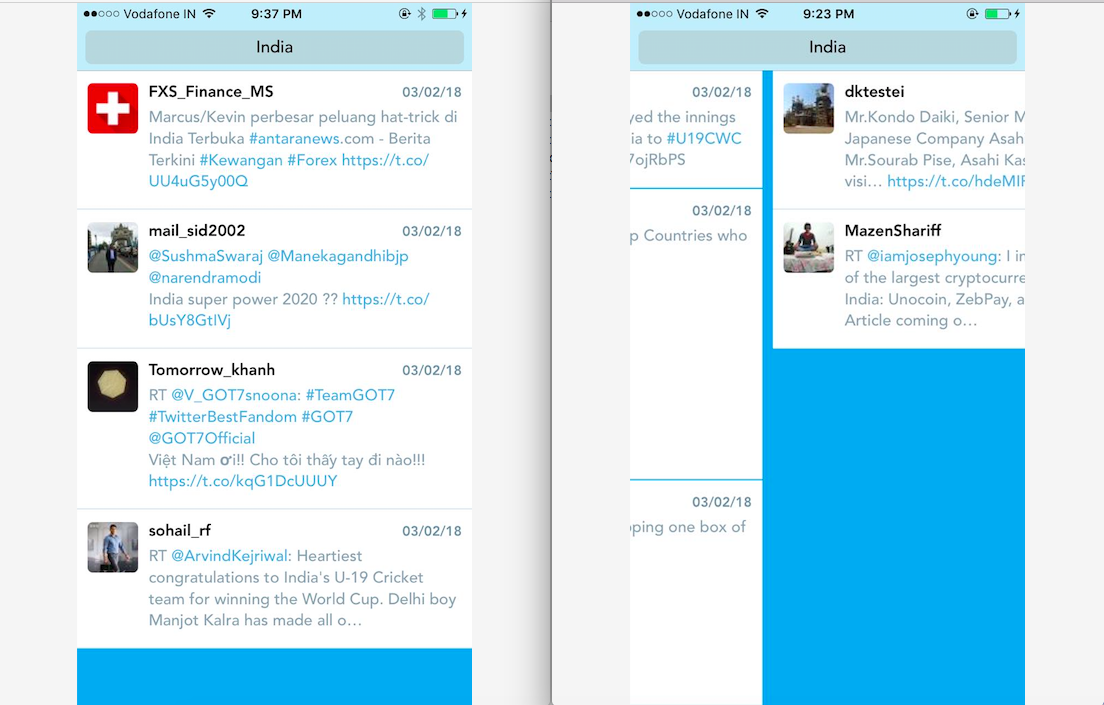 Vodafone IN
9:37 PM
India
FXS_Finance_MS
03/02/18
Marcus/Kevin perbesar peluang hat-trick di
India Terbuka #antaranews.com - Berita
Terkini #Kewangan #Forex https://t.co/
UU4uG5y00Q
mail_sid2002
03/02/18
@SushmaSwaraj @Manekagandhibjp
@narendramodi
India super power 2020 ?? https://t.co/
bUsY8GtIVj
Tomorrow_khanh
03/02/18
RT @V_GOT7snoona: #TeamGOT7
#TwitterBestFandom #GOT7
@GOT7Official
Việt Nam ơi!! Cho tôi thấy tay đi nào!!!
https://t.co/kqG1DcUUUY
sohail_rf
03/02/18
RT @ArvindKejriwal: Heartiest
congratulations to India's U-19 Cricket
team for winning the World Cup. Delhi boy
Manjot Kalra has made all o…
Vodafone IN
9:23 PM
India
03/02/18
yed the innings
ia to #U19CWC
7ojRbPS
03/02/18
p Countries who
03/02/18
ping one box of
dktestei
Mr.Kondo Daiki, Senior M
Japanese Company Asah
Mr.Sourab Pise, Asahi Kas
visi… https://t.co/hdeMIF
MazenShariff
RT @iamjosephyoung: I in
of the largest cryptocurre
India: Unocoin, ZebPay, a
Article coming o…